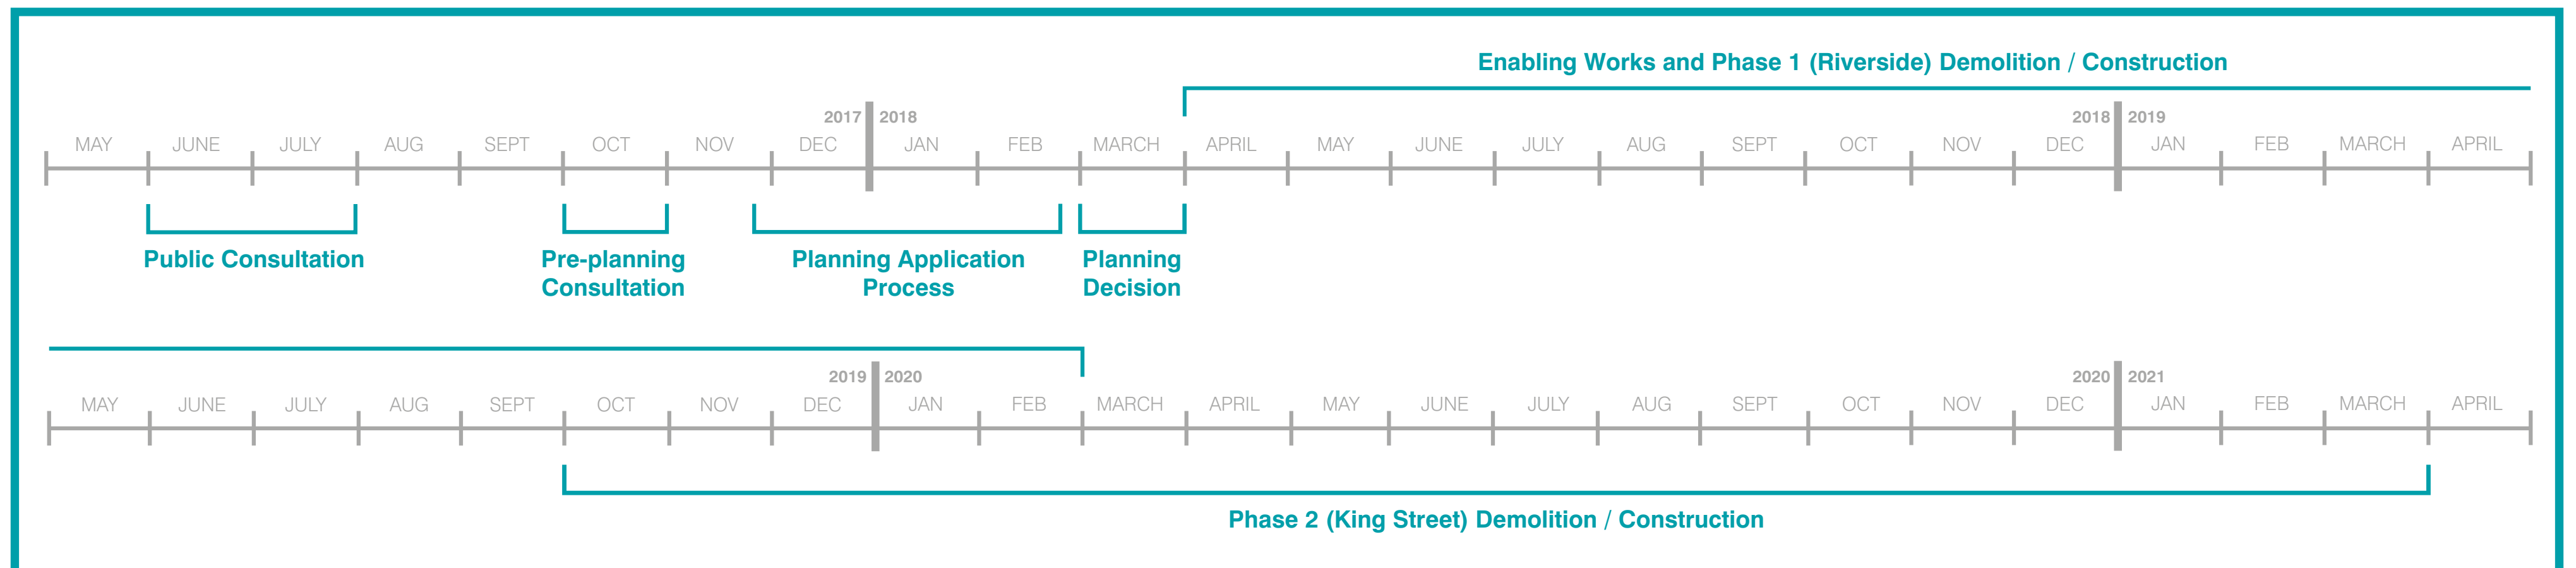 Enabling Works and Phase 1 (Riverside) Demolition / Construction
2017 2018 2018 2019
MAY JUNE JULY AUG SEPT OCT NOV DEC JAN FEB MARCH APRIL MAY JUNE JULY AUG SEPT OCT NOV DEC JAN FEB MARCH APRIL
Public Consultation
Pre-planning
Consultation
Planning Application
Process
Planning
Decision
2019 2020 2020 2021
MAY JUNE JULY AUG SEPT OCT NOV DEC JAN FEB MARCH APRIL MAY JUNE JULY AUG SEPT OCT NOV DEC JAN FEB MARCH APRIL
Phase 2 (King Street) Demolition / Construction